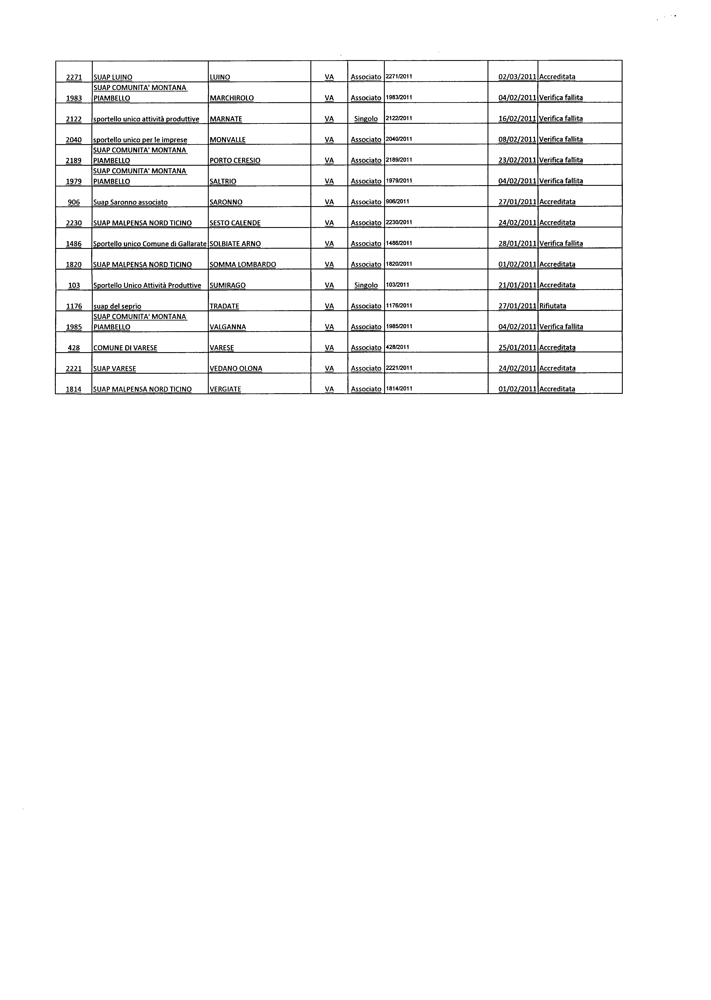 2271 SUAP LUINO LUINO VA Associato 2271/2011 02/03/2011 Accreditata
SUAP COMUNITA' MONTANA
1983 PIAMBELLO MARCHIROLO VA Associato 1983/2011 04/02/2011 Verifica fallita
2122 sportello unico attività produttive MARNATE VA Singolo 2122/2011 16/02/2011 Verifica fallita
2040 sportello unico per le imprese MONVALLE VA Associato 2040/2011 08/02/2011 Verifica fallita
SUAP COMUNITA' MONTANA
2189 PIAMBELLO PORTO CERESIO VA Associato 2189/2011 23/02/2011 Verifica fallita
SUAP COMUNITA' MONTANA
1979 PIAMBELLO SALTRIO VA Associato 1979/2011 04/02/2011 Verifica fallita
906 Suap Saronno associato SARONNO VA Associato 906/2011 27/01/2011 Accreditata
2230 SUAP MALPENSA NORD TICINO SESTO CALENDE VA Associato 2230/2011 24/02/2011 Accreditata
1486 Sportello unico Comune di Gallarate SOLBIATE ARNO VA Associato 1486/2011 28/01/2011 Verifica fallita
1820 SUAP MALPENSA NORD TICINO SOMMA LOMBARDO VA Associato 1820/2011 01/02/2011 Accreditata
103 Sportello Unico Attività Produttive SUMIRAGO VA Singolo 103/2011 21/01/2011 Accreditata
1176 suap del seprio TRADATE VA Associato 1176/2011 27/01/2011 Rifiutata
SUAP COMUNITA' MONTANA
1985 PIAMBELLO VALGANNA VA Associato 1985/2011 04/02/2011 Verifica fallita
428 COMUNE DI VARESE VARESE VA Associato 428/2011 25/01/2011 Accreditata
2221 SUAP VARESE VEDANO OLONA VA Associato 2221/2011 24/02/2011 Accreditata
1814 SUAP MALPENSA NORD TICINO VERGIATE VA Associato 1814/2011 01/02/2011 Accreditata